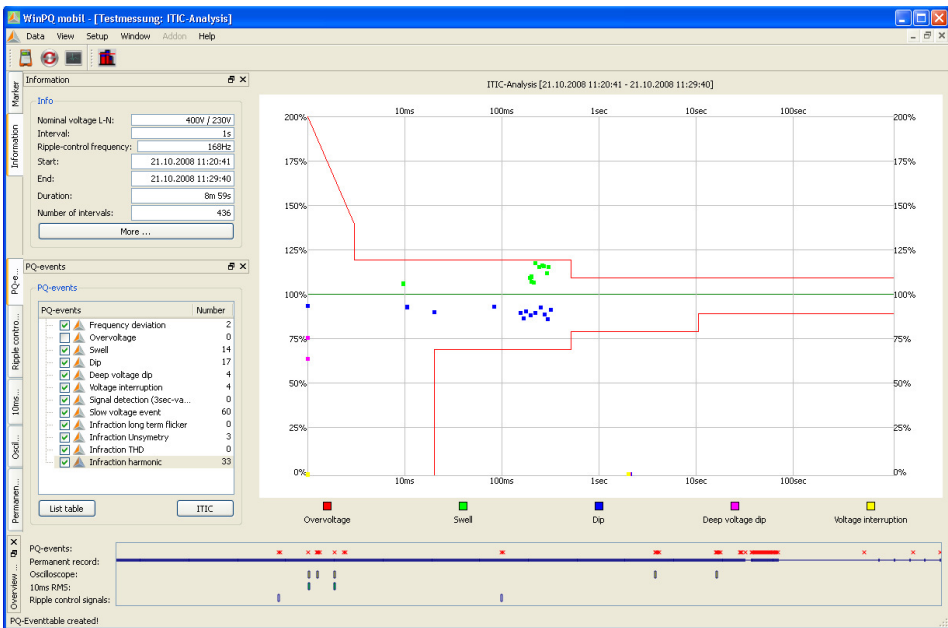 WinPQ mobil - [Testmessung: ITIC-Analysis]
Data View Setup Window Addon Help
Marker
Information
PQ-e...
Ripple contro...
10ms...
Oscil...
Permanen...
Information
Info
Nominal voltage L-N: 400V / 230V
Interval: 1s
Ripple-control frequency: 168Hz
Start: 21.10.2008 11:20:41
End: 21.10.2008 11:29:40
Duration: 8m 59s
Number of intervals: 436
More ...
PQ-events
PQ-events
PQ-events Number
Frequency deviation 2
Overvoltage 0
Swell 14
Dip 17
Deep voltage dip 4
Voltage interruption 4
Signal detection (3sec-va... 0
Slow voltage event 60
Infraction long term flicker 0
Infraction Unsymetry 3
Infraction THD 0
Infraction harmonic 33
List table ITIC
ITIC-Analysis [21.10.2008 11:20:41 - 21.10.2008 11:29:40]
10ms 100ms 1sec 10sec 100sec
200% 200%
175% 175%
150% 150%
125% 125%
100% 100%
75% 75%
50% 50%
25% 25%
0% 0%
10ms 100ms 1sec 10sec 100sec
Overvoltage Swell Dip Deep voltage dip Voltage interruption
Overview ...
PQ-events:
Permanent record:
Oscilloscope:
10ms RMS:
Ripple control signals:
PQ-Eventtable created!